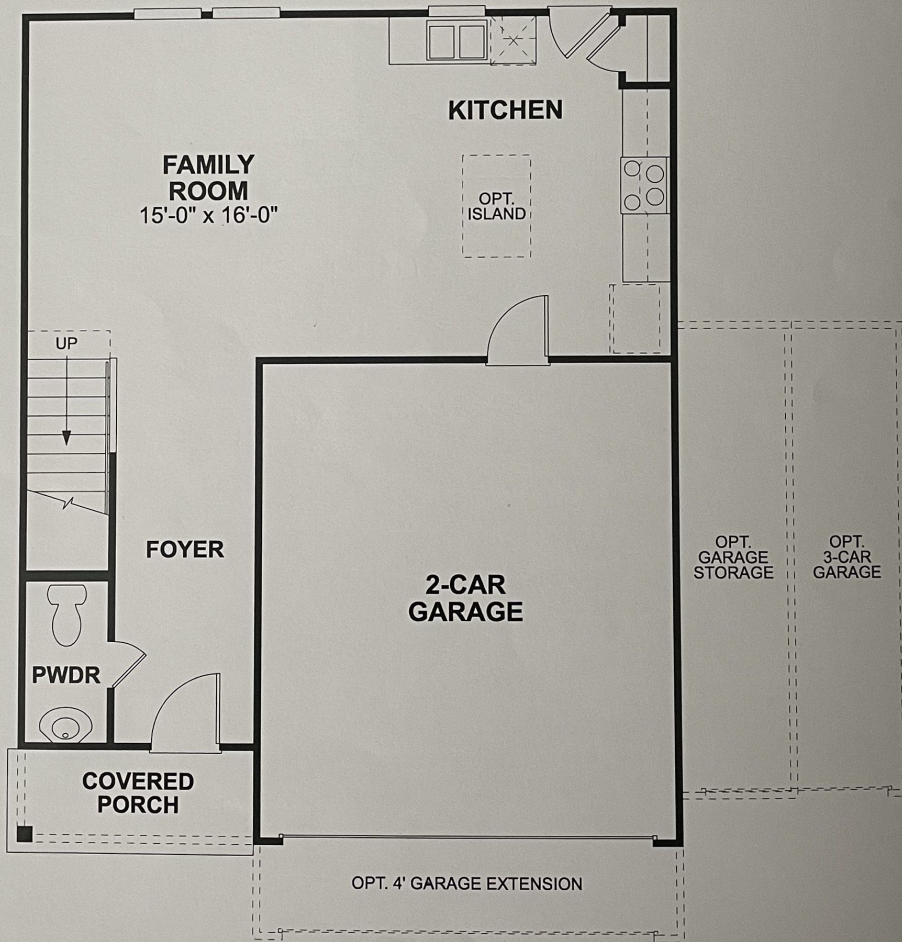 KITCHEN
FAMILY
ROOM
15'-0" x 16'-0"
OPT.
ISLAND
UP
FOYER
2-CAR
GARAGE
OPT.
GARAGE
STORAGE
OPT.
3-CAR
GARAGE
PWDR
COVERED
PORCH
OPT. 4' GARAGE EXTENSION